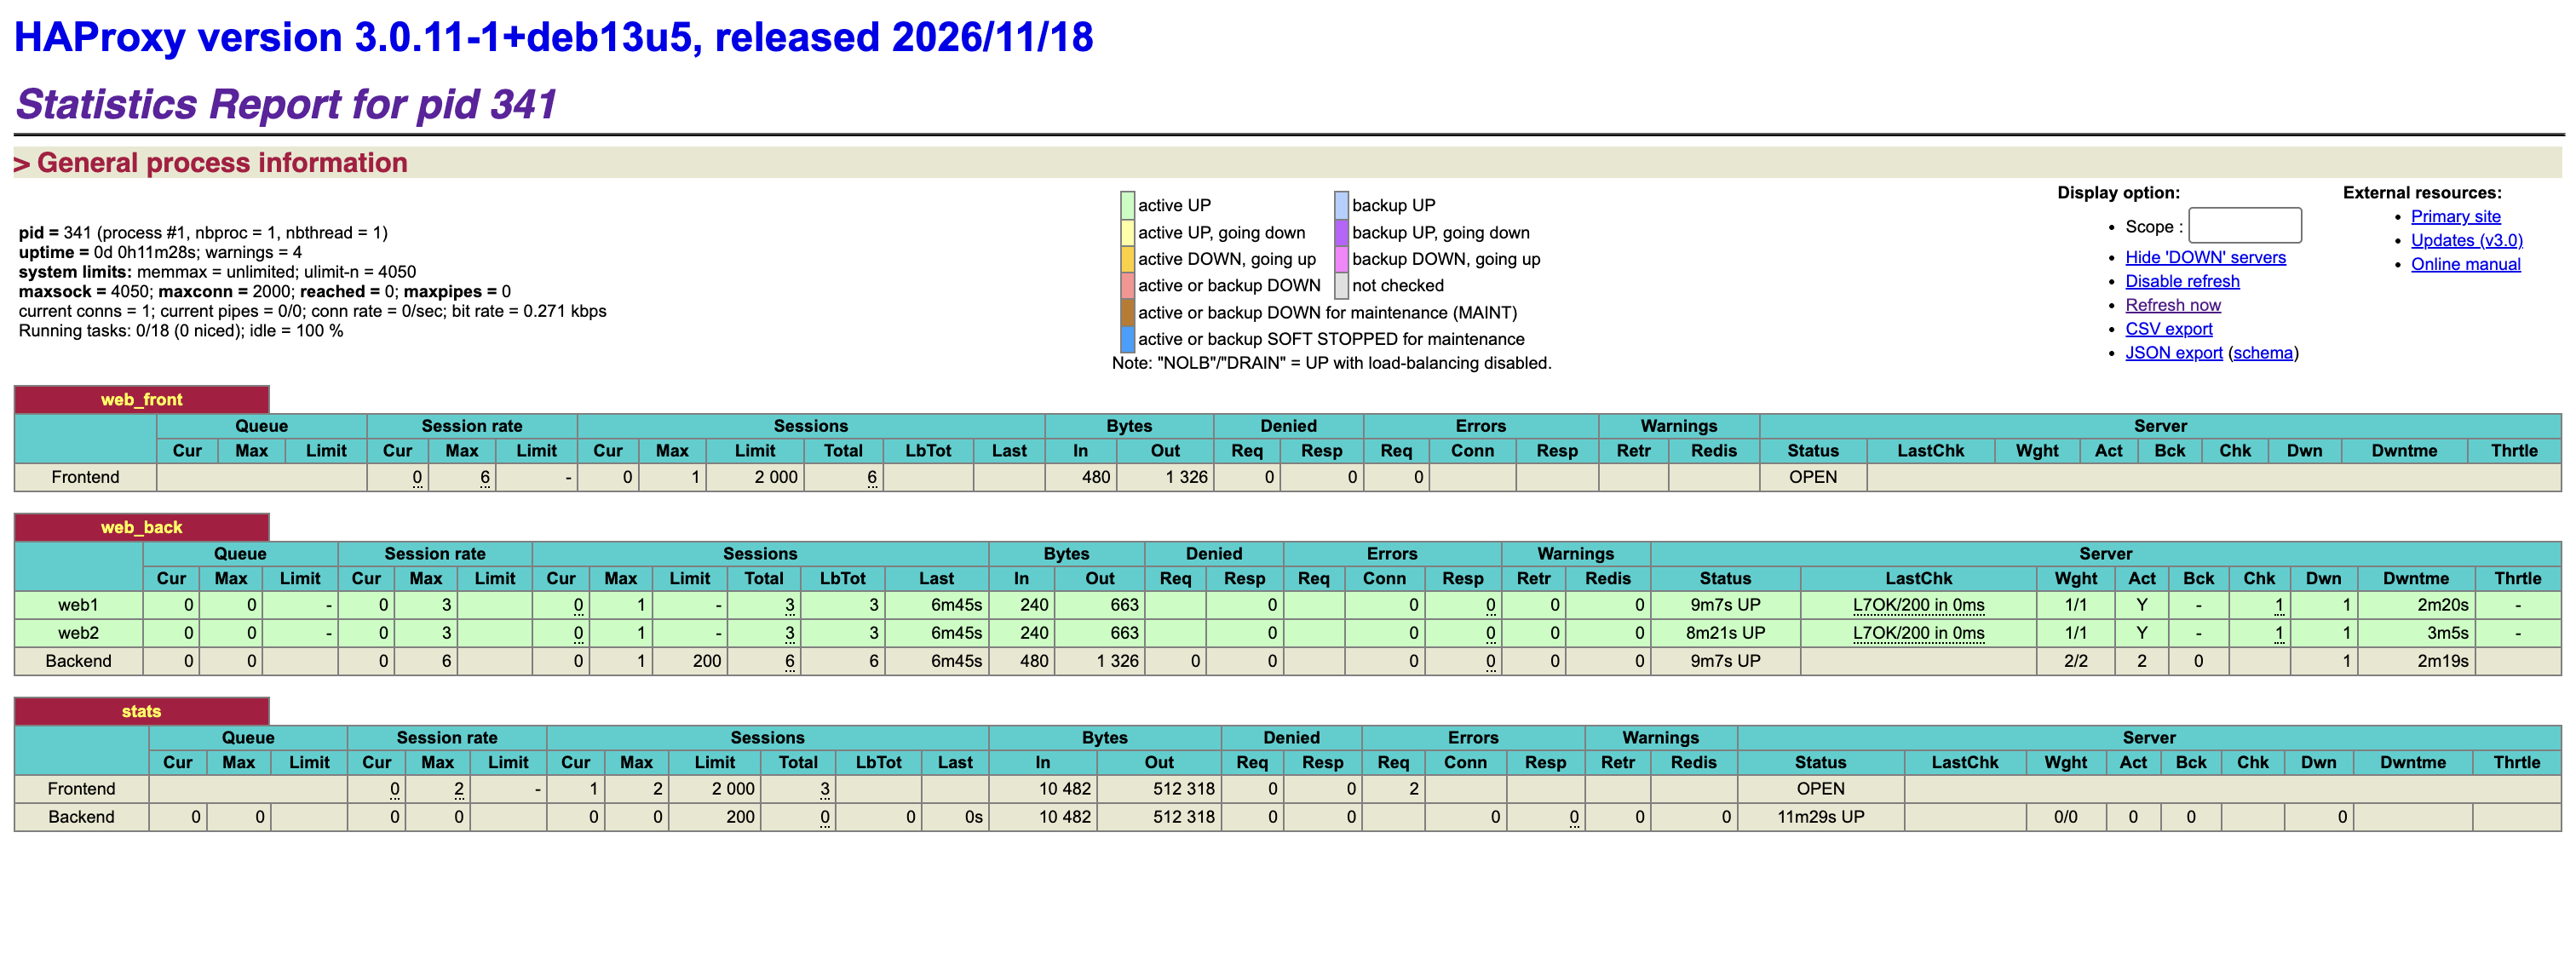 HAProxy version 3.0.11-1+deb13u5, released 2026/11/18
Statistics Report for pid 341
> General process information
pid = 341 (process #1, nbproc = 1, nbthread = 1)
uptime = 0d 0h11m28s; warnings = 4
system limits: memmax = unlimited; ulimit-n = 4050
maxsock = 4050; maxconn = 2000; reached = 0; maxpipes = 0
current conns = 1; current pipes = 0/0; conn rate = 0/sec; bit rate = 0.271 kbps
Running tasks: 0/18 (0 niced); idle = 100 %
active UP backup UP
active UP, going down backup UP, going down
active DOWN, going up backup DOWN, going up
active or backup DOWN not checked
active or backup DOWN for maintenance (MAINT)
active or backup SOFT STOPPED for maintenance
Note: "NOLB"/"DRAIN" = UP with load-balancing disabled.
Display option:
• Scope :
• Hide 'DOWN' servers
• Disable refresh
• Refresh now
• CSV export
• JSON export (schema)
External resources:
• Primary site
• Updates (v3.0)
• Online manual
web_front
Queue Session rate Sessions Bytes Denied Errors Warnings Server
Cur Max Limit Cur Max Limit Cur Max Limit Total LbTot Last In Out Req Resp Req Conn Resp Retr Redis Status LastChk Wght Act Bck Chk Dwn Dwntme Thrtle
Frontend 0 6 - 0 1 2 000 6 480 1 326 0 0 0 OPEN
web_back
Queue Session rate Sessions Bytes Denied Errors Warnings Server
Cur Max Limit Cur Max Limit Cur Max Limit Total LbTot Last In Out Req Resp Req Conn Resp Retr Redis Status LastChk Wght Act Bck Chk Dwn Dwntme Thrtle
web1 0 0 - 0 3 0 1 - 3 3 6m45s 240 663 0 0 0 0 0 9m7s UP L7OK/200 in 0ms 1/1 Y - 1 1 2m20s -
web2 0 0 - 0 3 0 1 - 3 3 6m45s 240 663 0 0 0 0 0 8m21s UP L7OK/200 in 0ms 1/1 Y - 1 1 3m5s -
Backend 0 0 0 6 0 1 200 6 6 6m45s 480 1 326 0 0 0 0 0 0 9m7s UP 2/2 2 0 1 2m19s
stats
Queue Session rate Sessions Bytes Denied Errors Warnings Server
Cur Max Limit Cur Max Limit Cur Max Limit Total LbTot Last In Out Req Resp Req Conn Resp Retr Redis Status LastChk Wght Act Bck Chk Dwn Dwntme Thrtle
Frontend 0 2 - 1 2 2 000 3 10 482 512 318 0 0 2 OPEN
Backend 0 0 0 0 0 0 200 0 0 0s 10 482 512 318 0 0 0 0 0 0 11m29s UP 0/0 0 0 0